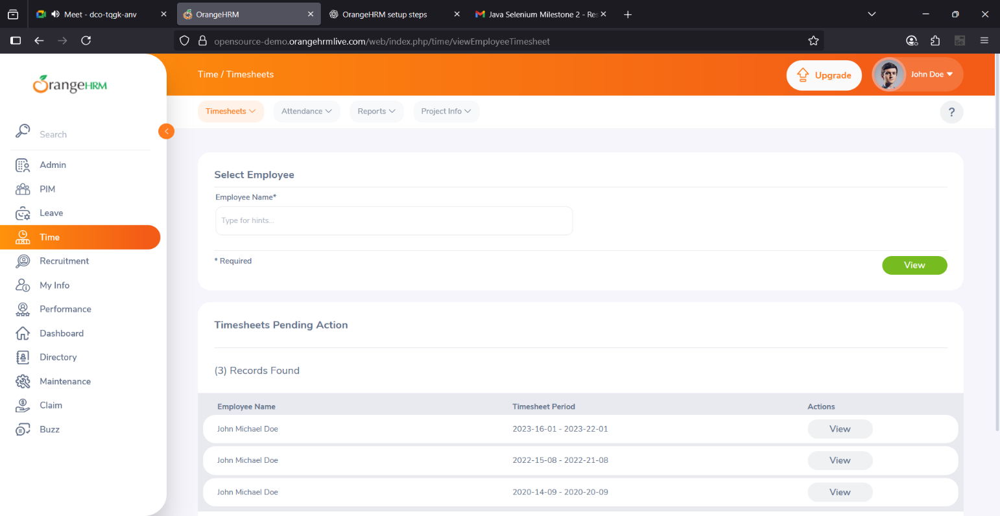 Meet - dco-tqgk-anv
OrangeHRM
OrangeHRM setup steps
Java Selenium Milestone 2 - Res
opensource-demo.orangehrmlive.com/web/index.php/time/viewEmployeeTimesheet
OrangeHRM
Time / Timesheets
Upgrade
John Doe
Timesheets
Attendance
Reports
Project Info
?
Search
Admin
PIM
Leave
Time
Recruitment
My Info
Performance
Dashboard
Directory
Maintenance
Claim
Buzz
Select Employee
Employee Name*
Type for hints...
* Required
View
Timesheets Pending Action
(3) Records Found
Employee Name Timesheet Period Actions
John Michael Doe 2023-16-01 - 2023-22-01 View
John Michael Doe 2022-15-08 - 2022-21-08 View
John Michael Doe 2020-14-09 - 2020-20-09 View